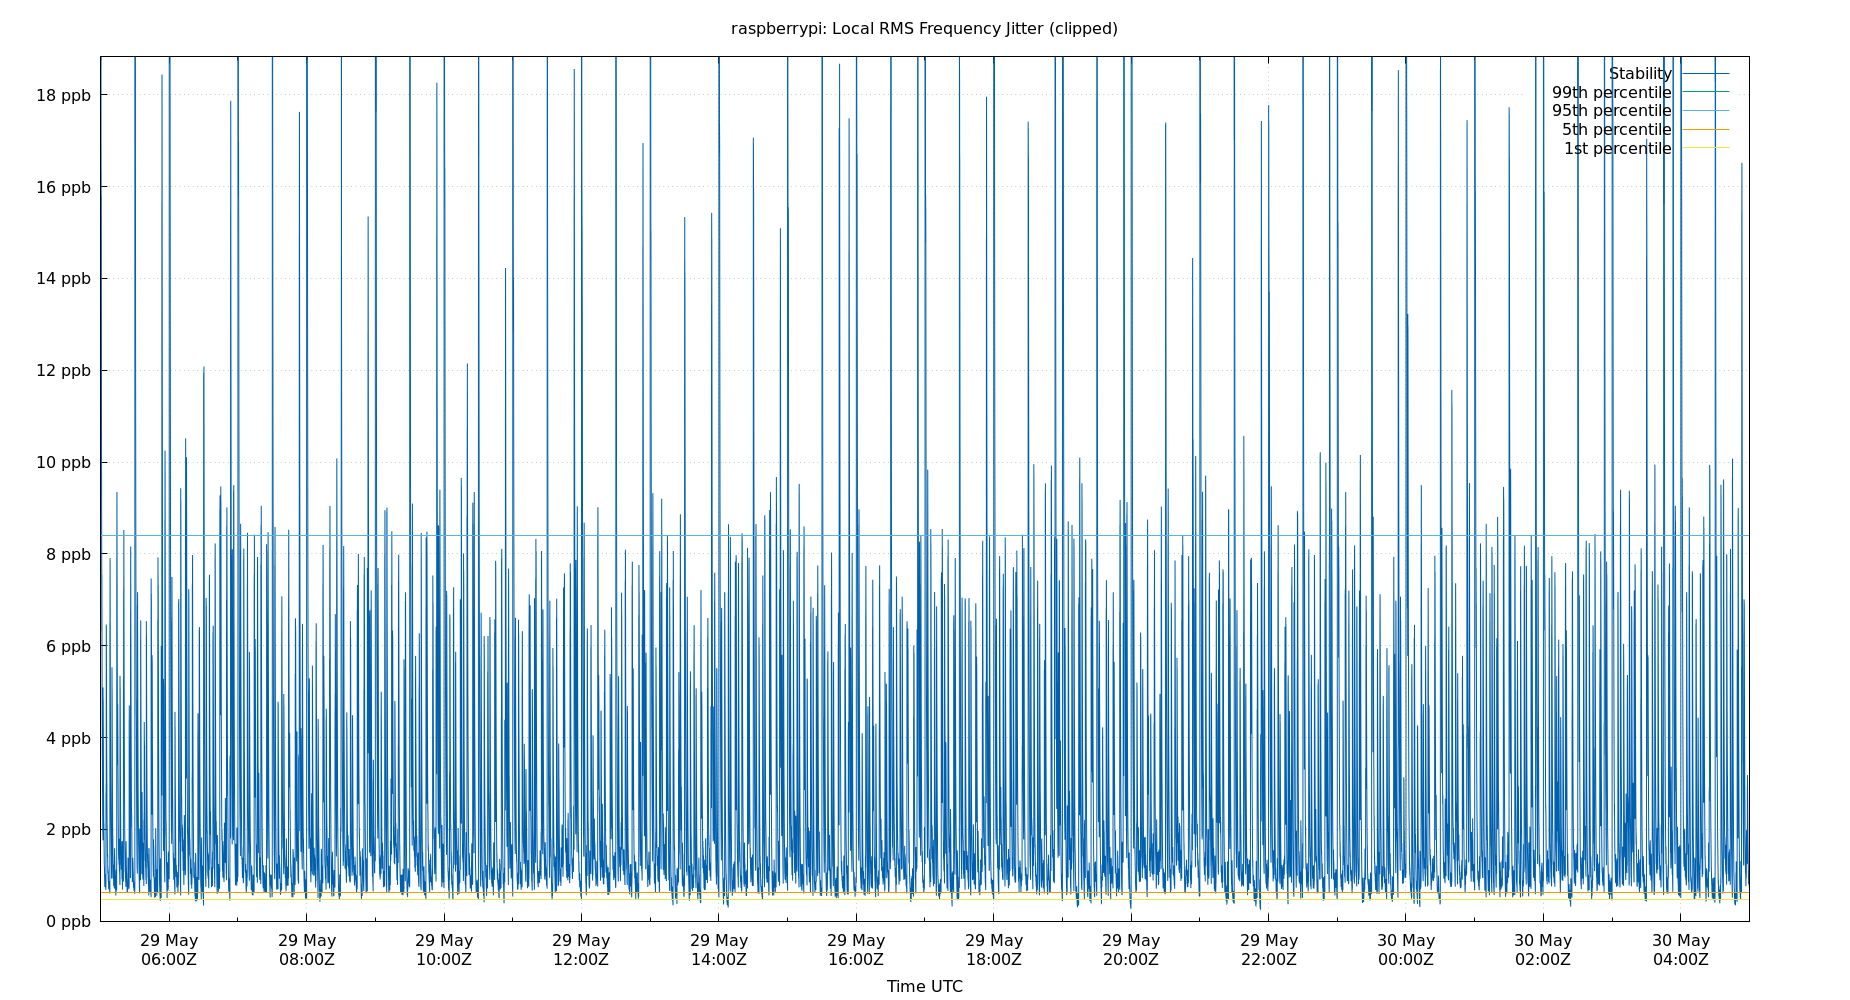 raspberrypi: Local RMS Frequency Jitter (clipped)
18 ppb
16 ppb
14 ppb
12 ppb
10 ppb
8 ppb
6 ppb
4 ppb
2 ppb
0 ppb
Stability
99th percentile
95th percentile
5th percentile
1st percentile
29 May 29 May 29 May 29 May 29 May 29 May 29 May 29 May 29 May 30 May 30 May 30 May
06:00Z 08:00Z 10:00Z 12:00Z 14:00Z 16:00Z 18:00Z 20:00Z 22:00Z 00:00Z 02:00Z 04:00Z
Time UTC